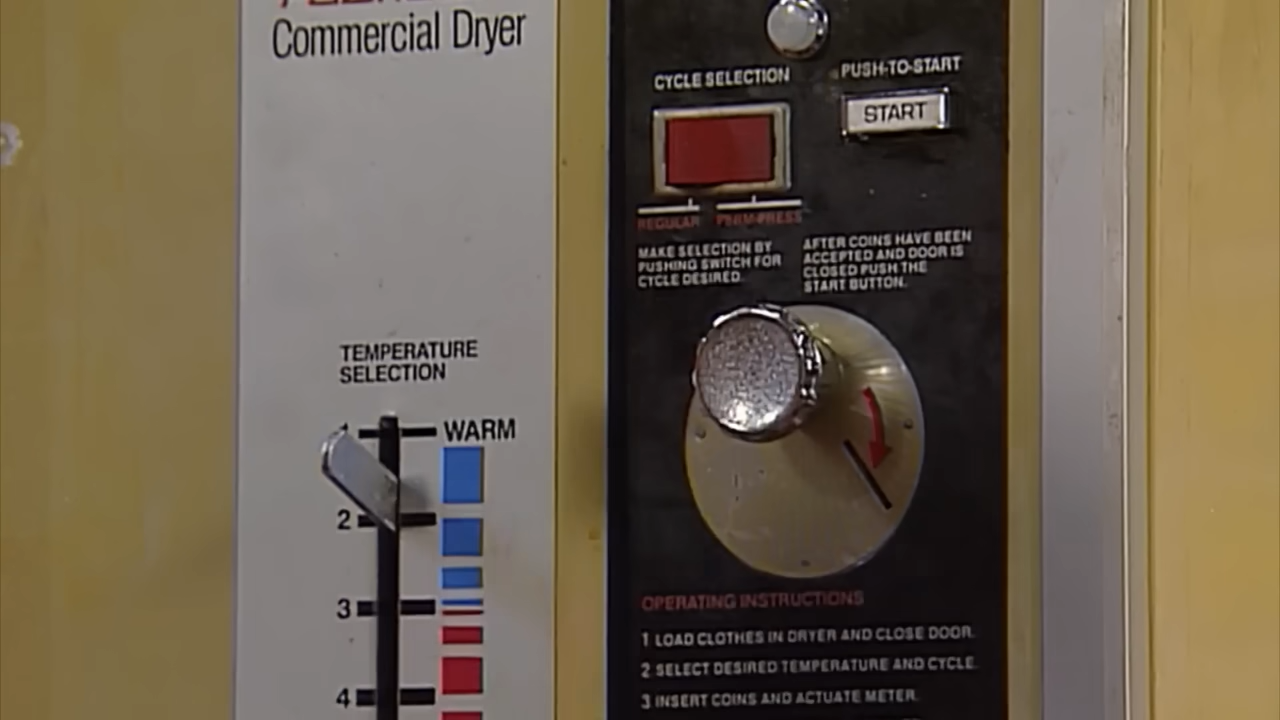 Commercial Dryer
CYCLE SELECTION
PUSH-TO-START
START
REGULAR PERM-PRESS
MAKE SELECTION BY
PUSHING SWITCH FOR
CYCLE DESIRED.
AFTER COINS HAVE BEEN
ACCEPTED AND DOOR IS
CLOSED PUSH THE
START BUTTON.
TEMPERATURE
SELECTION
1 WARM
2
3
4
OPERATING INSTRUCTIONS
1 LOAD CLOTHES IN DRYER AND CLOSE DOOR.
2 SELECT DESIRED TEMPERATURE AND CYCLE.
3 INSERT COINS AND ACTUATE METER.